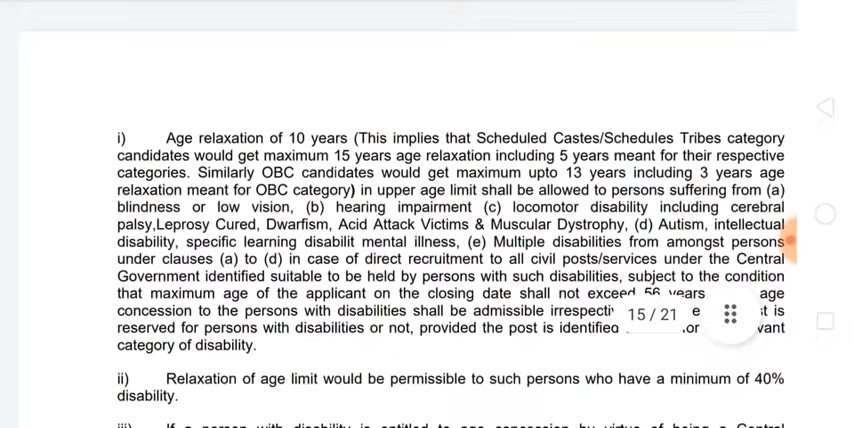 i) Age relaxation of 10 years (This implies that Scheduled Castes/Schedules Tribes category
candidates would get maximum 15 years age relaxation including 5 years meant for their respective
categories. Similarly OBC candidates would get maximum upto 13 years including 3 years age
relaxation meant for OBC category) in upper age limit shall be allowed to persons suffering from (a)
blindness or low vision, (b) hearing impairment (c) locomotor disability including cerebral
palsy,Leprosy Cured, Dwarfism, Acid Attack Victims & Muscular Dystrophy, (d) Autism, intellectual
disability, specific learning disabilit mental illness, (e) Multiple disabilities from amongst persons
under clauses (a) to (d) in case of direct recruitment to all civil posts/services under the Central
Government identified suitable to be held by persons with such disabilities, subject to the condition
that maximum age of the applicant on the closing date shall not exceed 56 years age
concession to the persons with disabilities shall be admissible is
15 / 21
reserved for persons with disabilities or not, provided the post is
category of disability.
ii) Relaxation of age limit would be permissible to such persons who have a minimum of 40%
disability.